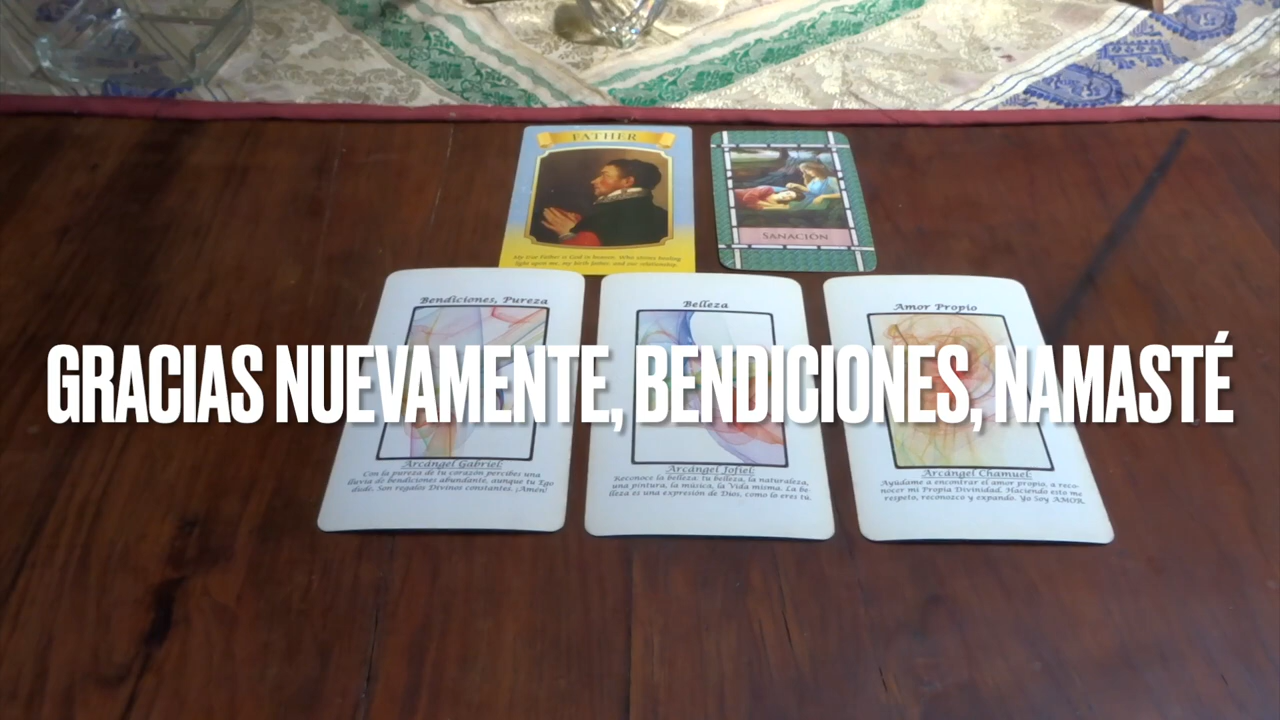 FATHER
My true Father is God in heaven, Who shines healing
light upon me, my birth father, and our relationship.
SANACIÓN
Bendiciones, Pureza
Belleza
Amor Propio
GRACIAS NUEVAMENTE, BENDICIONES, NAMASTÉ
Arcángel Gabriel:
Con la pureza de tu corazón percibes una
lluvia de bendiciones abundante, aunque tu Ego
dude. Son regalos Divinos constantes. ¡Amen!
Arcángel Jofiel:
Reconoce la belleza: tu belleza, la naturaleza,
una pintura, la música, la Vida misma. La be-
lleza es una expresión de Dios, como lo eres tú.
Arcángel Chamuel:
Ayúdame a encontrar el amor propio, a reco-
nocer mi Propia Divinidad. Haciendo esto me
respeto, reconozco y expando. Yo Soy AMOR